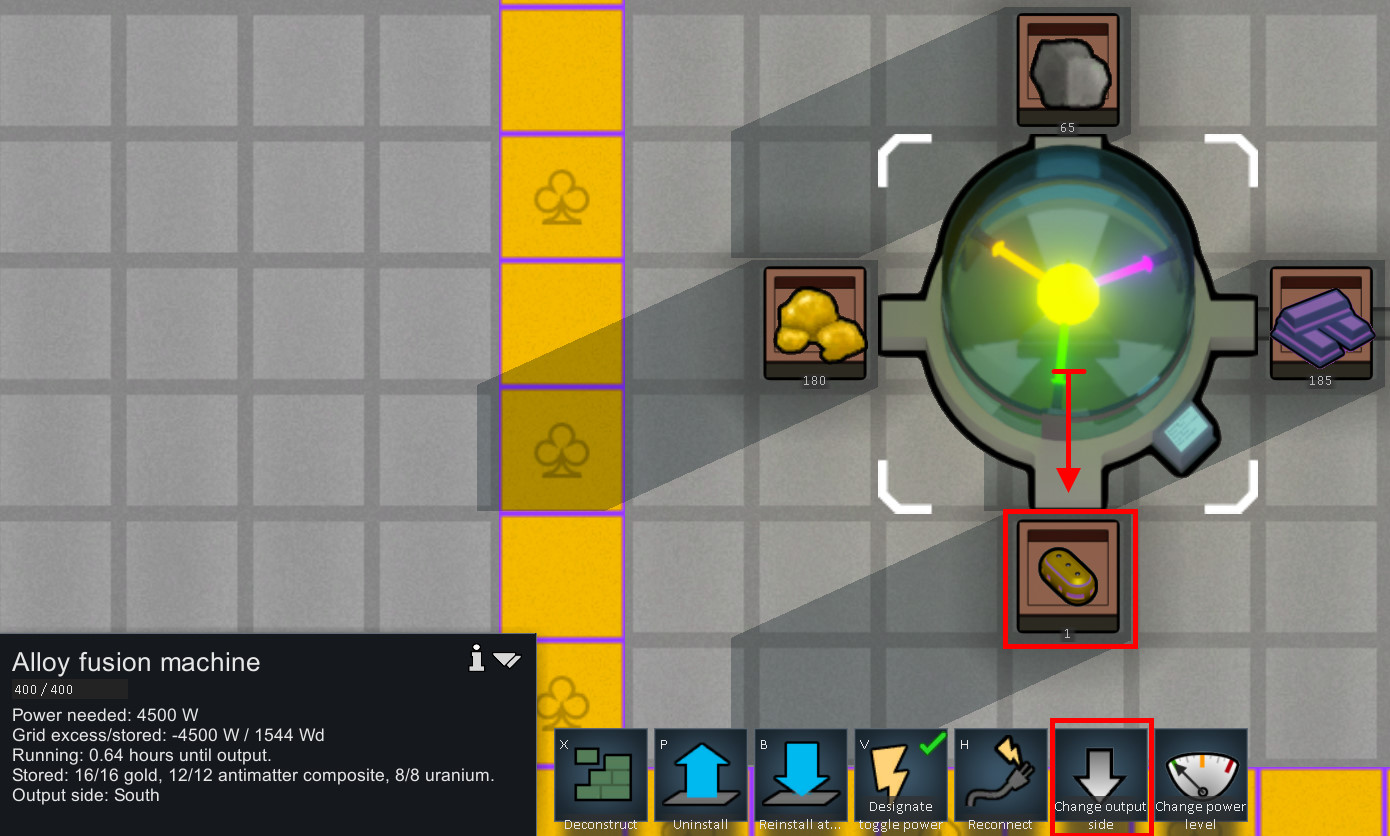 65
180
185
1
Alloy fusion machine
400 / 400
Power needed: 4500 W
Grid excess/stored: -4500 W / 1544 Wd
Running: 0.64 hours until output.
Stored: 16/16 gold, 12/12 antimatter composite, 8/8 uranium.
Output side: South
X
Deconstruct
P
Uninstall
B
Reinstall at...
V
Designate
toggle power
H
Reconnect
Change output
side
Change power
level